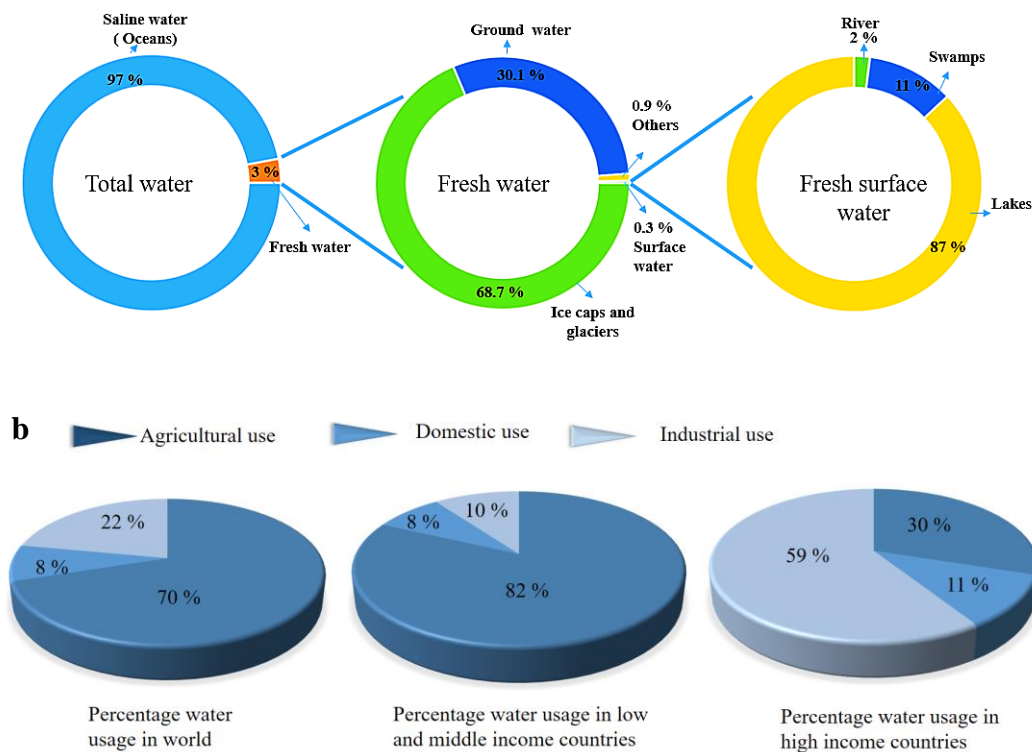 Saline water
( Oceans)
97 %
3 %
Total water
Fresh water
Ground water
30.1 %
0.9 %
Others
Fresh water
0.3 %
Surface
water
68.7 %
Ice caps and
glaciers
River
2 %
Swamps
11 %
Fresh surface
water
Lakes
87 %
b
Agricultural use
Domestic use
Industrial use
22 %
8 %
70 %
Percentage water
usage in world
8 %
10 %
82 %
Percentage water usage in low
and middle income countries
30 %
59 %
11 %
Percentage water usage in
high income countries